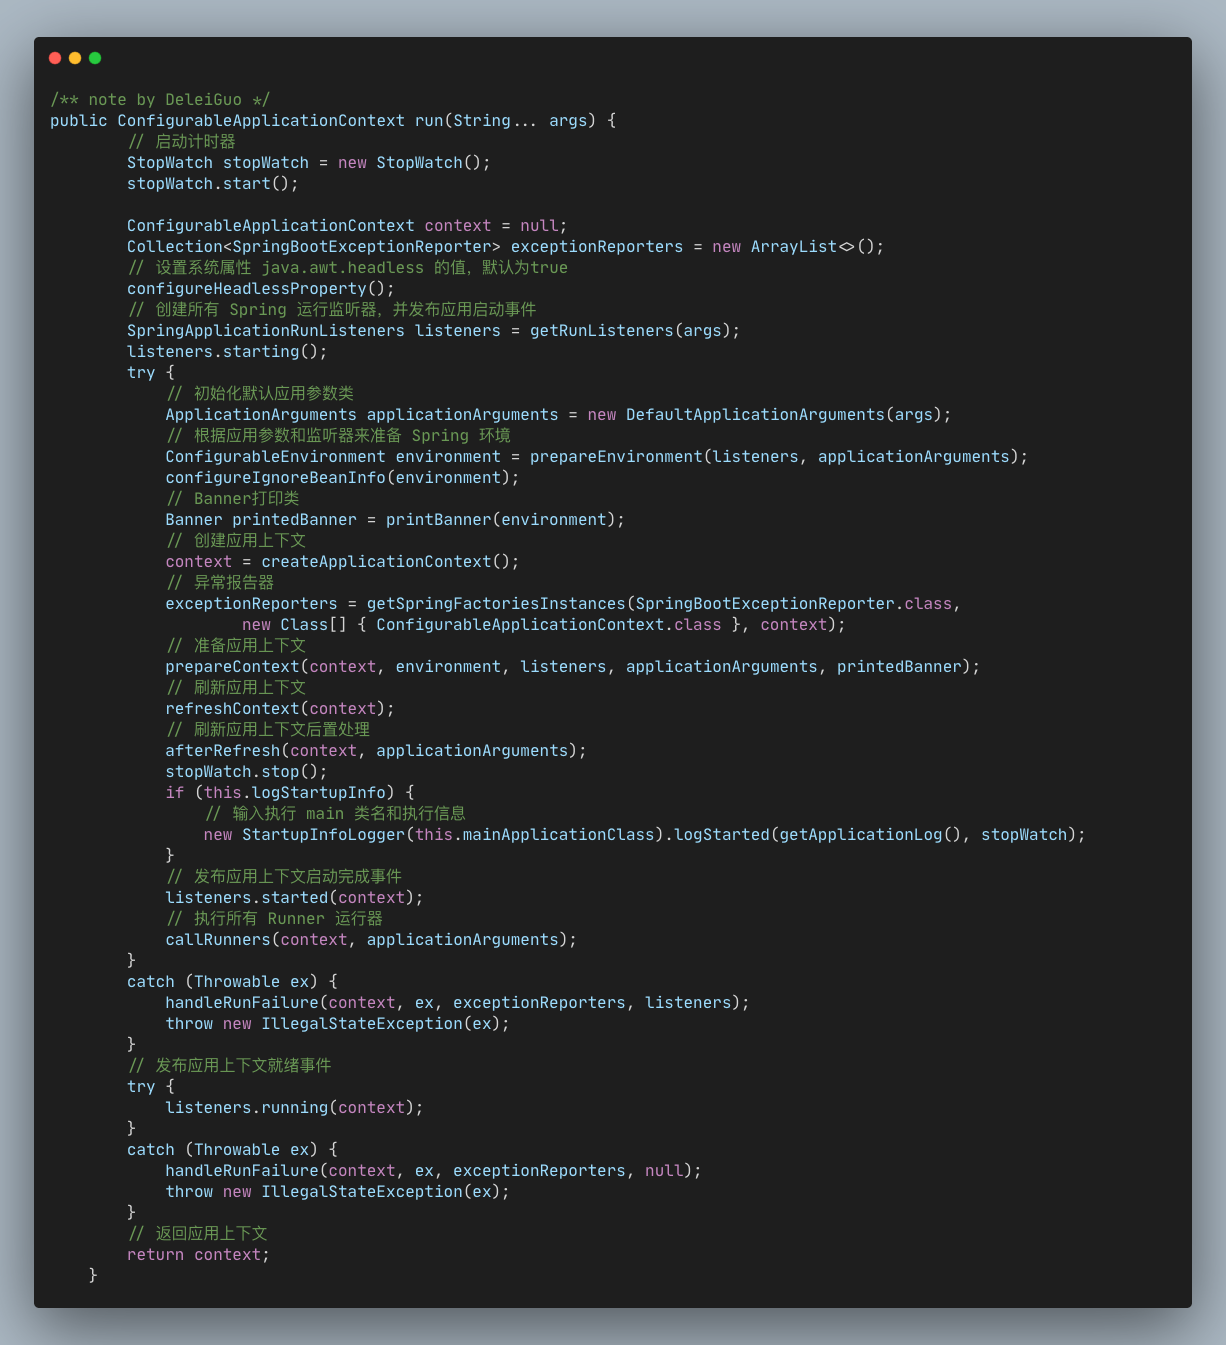 /** note by DeleiGuo */
public ConfigurableApplicationContext run(String... args) {
        // 启动计时器
        StopWatch stopWatch = new StopWatch();
        stopWatch.start();

        ConfigurableApplicationContext context = null;
        Collection<SpringBootExceptionReporter> exceptionReporters = new ArrayList<>();
        // 设置系统属性 java.awt.headless 的值，默认为true
        configureHeadlessProperty();
        // 创建所有 Spring 运行监听器，并发布应用启动事件
        SpringApplicationRunListeners listeners = getRunListeners(args);
        listeners.starting();
        try {
            // 初始化默认应用参数类
            ApplicationArguments applicationArguments = new DefaultApplicationArguments(args);
            // 根据应用参数和监听器来准备 Spring 环境
            ConfigurableEnvironment environment = prepareEnvironment(listeners, applicationArguments);
            configureIgnoreBeanInfo(environment);
            // Banner打印类
            Banner printedBanner = printBanner(environment);
            // 创建应用上下文
            context = createApplicationContext();
            // 异常报告器
            exceptionReporters = getSpringFactoriesInstances(SpringBootExceptionReporter.class,
                    new Class[] { ConfigurableApplicationContext.class }, context);
            // 准备应用上下文
            prepareContext(context, environment, listeners, applicationArguments, printedBanner);
            // 刷新应用上下文
            refreshContext(context);
            // 刷新应用上下文后置处理
            afterRefresh(context, applicationArguments);
            stopWatch.stop();
            if (this.logStartupInfo) {
                // 输入执行 main 类名和执行信息
                new StartupInfoLogger(this.mainApplicationClass).logStarted(getApplicationLog(), stopWatch);
            }
            // 发布应用上下文启动完成事件
            listeners.started(context);
            // 执行所有 Runner 运行器
            callRunners(context, applicationArguments);
        }
        catch (Throwable ex) {
            handleRunFailure(context, ex, exceptionReporters, listeners);
            throw new IllegalStateException(ex);
        }
        // 发布应用上下文就绪事件
        try {
            listeners.running(context);
        }
        catch (Throwable ex) {
            handleRunFailure(context, ex, exceptionReporters, null);
            throw new IllegalStateException(ex);
        }
        // 返回应用上下文
        return context;
    }